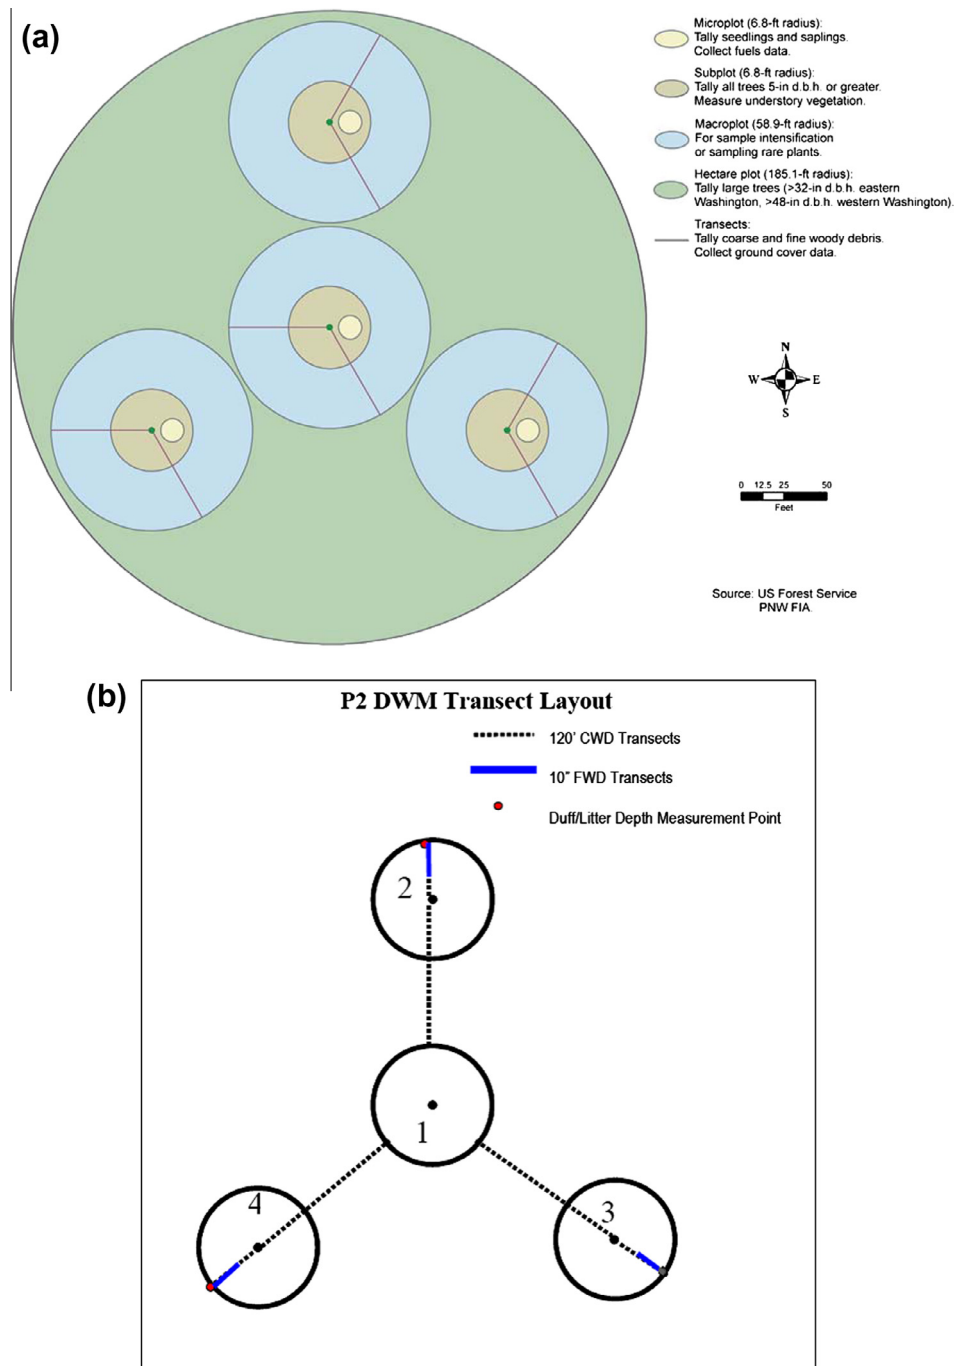 (a)
Microplot (6.8-ft radius):
Tally seedlings and saplings.
Collect fuels data.
Subplot (6.8-ft radius):
Tally all trees 5-in d.b.h. or greater.
Measure understory vegetation.
Macroplot (58.9-ft radius):
For sample intensification
or sampling rare plants.
Hectare plot (185.1-ft radius):
Tally large trees (>32-in d.b.h. eastern
Washington, >48-in d.b.h. western Washington).
Transects:
Tally coarse and fine woody debris.
Collect ground cover data.
N
W E
S
0 12.5 25 50
Feet
Source: US Forest Service
PNW FIA
(b)
P2 DWM Transect Layout
120' CWD Transects
10" FWD Transects
Duff/Litter Depth Measurement Point
2
1
4
3